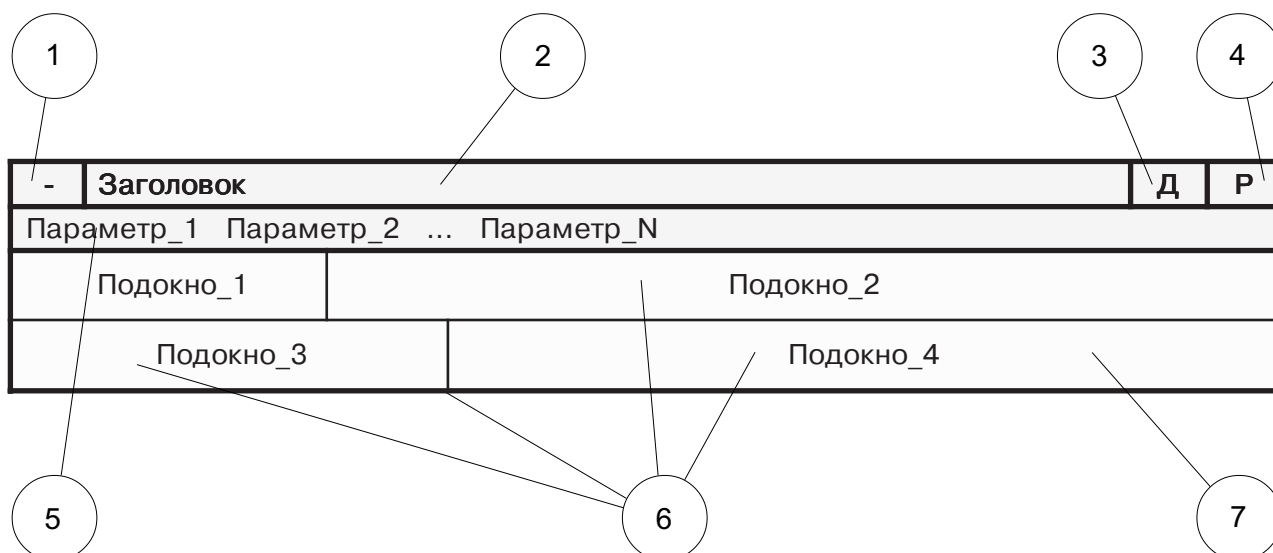 1 2 3 4
- Заголовок Д Р
Параметр_1 Параметр_2 ... Параметр_N
Подокно_1 Подокно_2
Подокно_3 Подокно_4
5 6 7